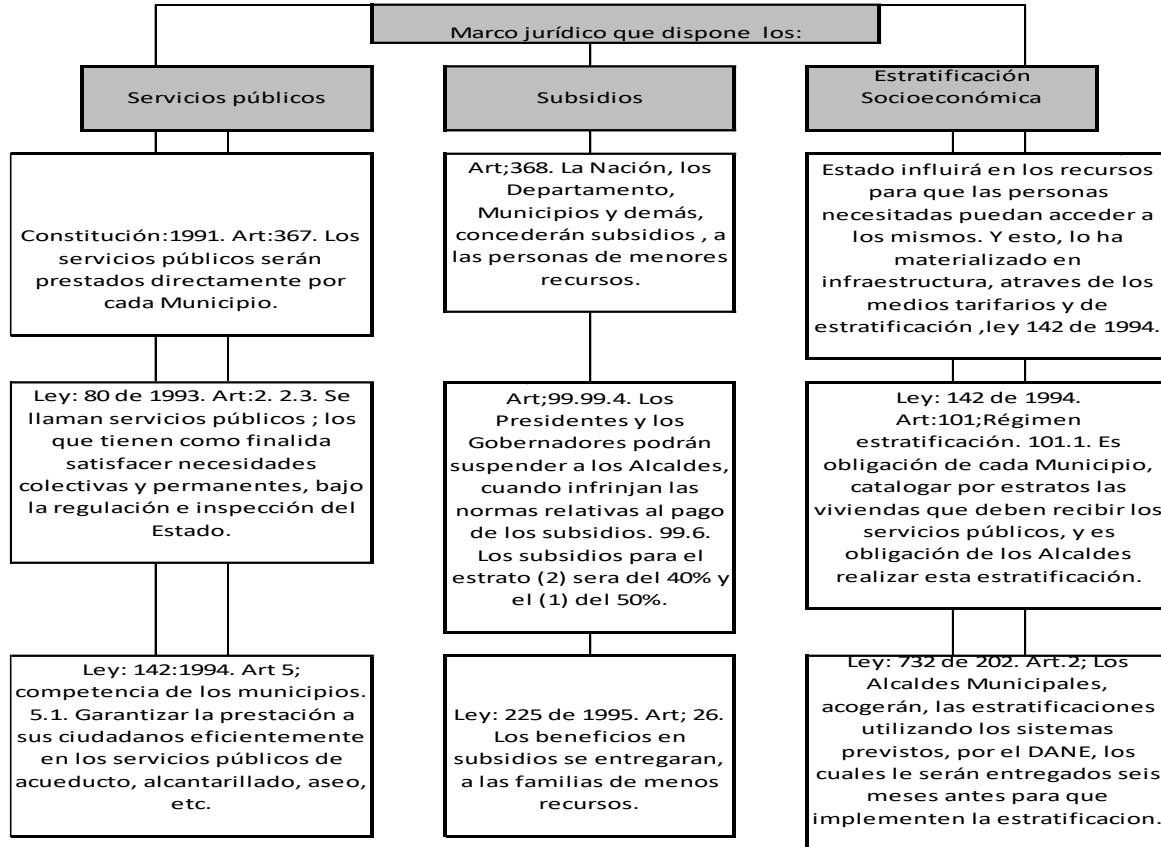 Marco jurídico que dispone los:
Servicios públicos
Subsidios
Estratificación
Socioeconómica
Constitución:1991. Art:367. Los
servicios públicos serán
prestados directamente por
cada Municipio.
Art;368. La Nación, los
Departamento,
Municipios y demás,
concederán subsidios , a
las personas de menores
recursos.
Estado influirá en los recursos
para que las personas
necesitadas puedan acceder a
los mismos. Y esto, lo ha
materializado en
infraestructura, atraves de los
medios tarifarios y de
estratificación ,ley 142 de 1994.
Ley: 80 de 1993. Art:2. 2.3. Se
llaman servicios públicos ; los
que tienen como finalida
satisfacer necesidades
colectivas y permanentes, bajo
la regulación e inspección del
Estado.
Art;99.99.4. Los
Presidentes y los
Gobernadores podrán
suspender a los Alcaldes,
cuando infrinjan las
normas relativas al pago
de los subsidios. 99.6.
Los subsidios para el
estrato (2) sera del 40% y
el (1) del 50%.
Ley: 142 de 1994.
Art:101;Régimen
estratificación. 101.1. Es
obligación de cada Municipio,
catalogar por estratos las
viviendas que deben recibir los
servicios públicos, y es
obligación de los Alcaldes
realizar esta estratificación.
Ley: 142:1994. Art 5;
competencia de los municipios.
5.1. Garantizar la prestación a
sus ciudadanos eficientemente
en los servicios públicos de
acueducto, alcantarillado, aseo,
etc.
Ley: 225 de 1995. Art; 26.
Los beneficios en
subsidios se entregaran,
a las familias de menos
recursos.
Ley: 732 de 202. Art.2; Los
Alcaldes Municipales,
acogerán, las estratificaciones
utilizando los sistemas
previstos, por el DANE, los
cuales le serán entregados seis
meses antes para que
implementen la estratificacion.